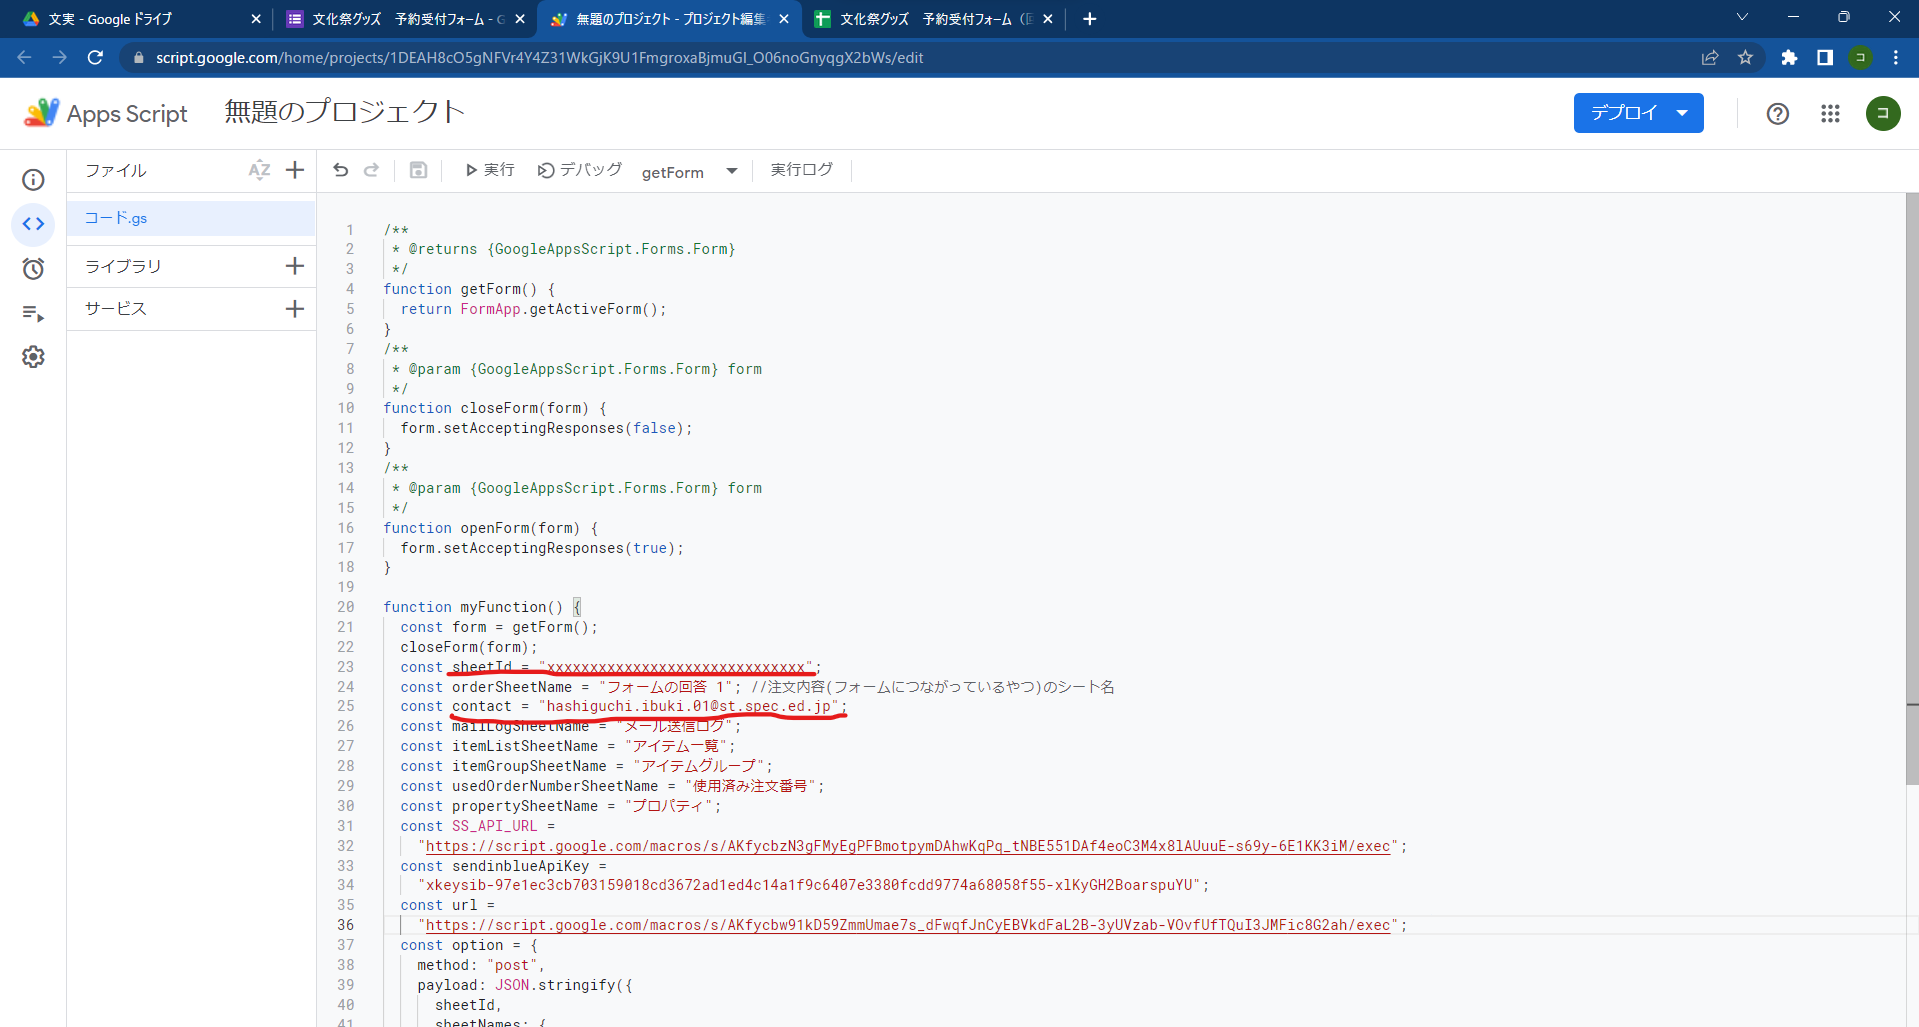 文実 - Google ドライブ
文化祭グッズ　予約受付フォーム - G
無題のプロジェクト - プロジェクト編集
文化祭グッズ　予約受付フォーム（回
script.google.com/home/projects/1DEAH8cO5gNFVr4Y4Z31WkGjK9U1FmgroxaBjmuGI_O06noGnyqgX2bWs/edit
コ
Apps Script
無題のプロジェクト
デプロイ
コ
ファイル
AZ
実行
デバッグ
getForm
実行ログ
コード.gs
ライブラリ
サービス
1 /**
2 * @returns {GoogleAppsScript.Forms.Form}
3 */
4 function getForm() {
5 return FormApp.getActiveForm();
6 }
7 /**
8 * @param {GoogleAppsScript.Forms.Form} form
9 */
10 function closeForm(form) {
11 form.setAcceptingResponses(false);
12 }
13 /**
14 * @param {GoogleAppsScript.Forms.Form} form
15 */
16 function openForm(form) {
17 form.setAcceptingResponses(true);
18 }
19
20 function myFunction() {
21 const form = getForm();
22 closeForm(form);
23 const sheetId = "xxxxxxxxxxxxxxxxxxxxxxxxxxxxxx";
24 const orderSheetName = "フォームの回答 1"; //注文内容(フォームにつながっているやつ)のシート名
25 const contact = "hashiguchi.ibuki.01@st.spec.ed.jp";
26 const mailLogSheetName = "メール送信ログ";
27 const itemListSheetName = "アイテム一覧";
28 const itemGroupSheetName = "アイテムグループ";
29 const usedOrderNumberSheetName = "使用済み注文番号";
30 const propertySheetName = "プロパティ";
31 const SS_API_URL =
32 "https://script.google.com/macros/s/AKfycbzN3gFMyEgPFBmotpymDAhwKqPq_tNBE551DAf4eoC3M4x8lAUuuE-s69y-6E1KK3iM/exec";
33 const sendinblueApiKey =
34 "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";
35 const url =
36 "https://script.google.com/macros/s/AKfycbw91kD59ZmmUmae7s_dFwqfJnCyEBVkdFaL2B-3yUVzab-VOvfUfTQuI3JMFic8G2ah/exec";
37 const option = {
38 method: "post",
39 payload: JSON.stringify({
40 sheetId,
41 sheetNames: {